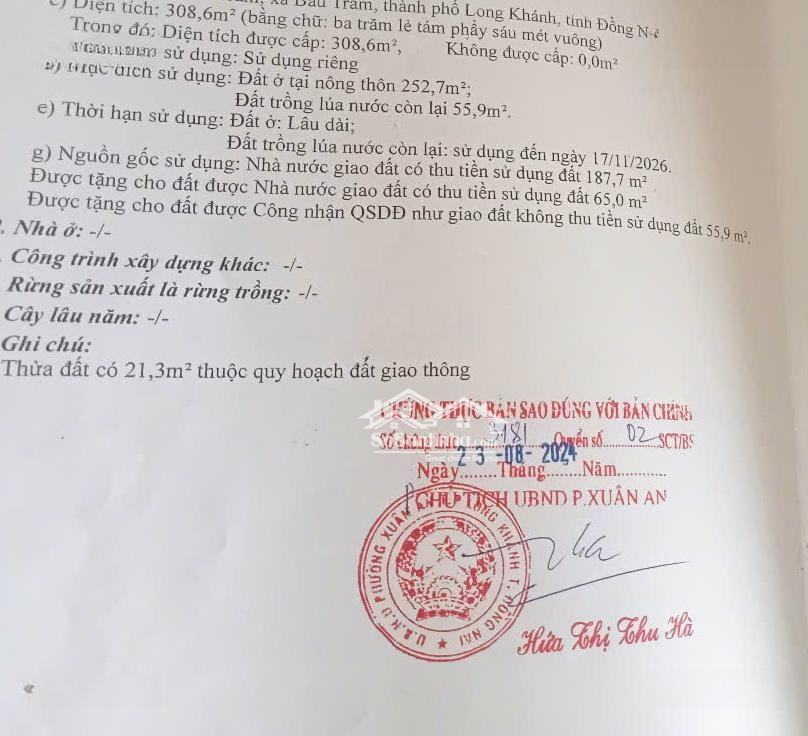 c) Diện tích: 308,6m² (bằng chữ: ba trăm lẻ tám phẩy sáu mét vuông)
xã Bàu Trâm, thành phố Long Khánh, tỉnh Đồng
Trong đó: Diện tích được cấp: 308,6m², Không được cấp: 0,0m²
sử dụng: Sử dụng riêng
sử dụng: Đất ở tại nông thôn 252,7m²;
Đất trồng lúa nước còn lại 55,9m².
e) Thời hạn sử dụng: Đất ở: Lâu dài;
Đất trồng lúa nước còn lại: sử dụng đến ngày 17/11/2026.
g) Nguồn gốc sử dụng: Nhà nước giao đất có thu tiền sử dụng đất 187,7 m²
Được tặng cho đất được Nhà nước giao đất có thu tiền sử dụng đất 65,0 m²
Được tặng cho đất được Công nhận QSDĐ như giao đất không thu tiền sử dụng đất 55,9 m².
. Nhà ở: -/-
. Công trình xây dựng khác: -/-
Rừng sản xuất là rừng trồng: -/-
Cây lâu năm: -/-
Ghi chú:
Thửa đất có 21,3m² thuộc quy hoạch đất giao thông
CHỨNG THỰC BẢN SAO ĐÚNG VỚI BẢN CHÍNH
Số chứng thực 3181 Quyển số 02 SCT/BS
23 -08- 2024
Ngày........Tháng........Năm............
CHỦ TỊCH UBND P.XUÂN AN
U.B.N.D PHƯỜNG XUÂN AN LONG KHÁNH T. ĐỒNG NAI
Hứa Thị Thu Hà